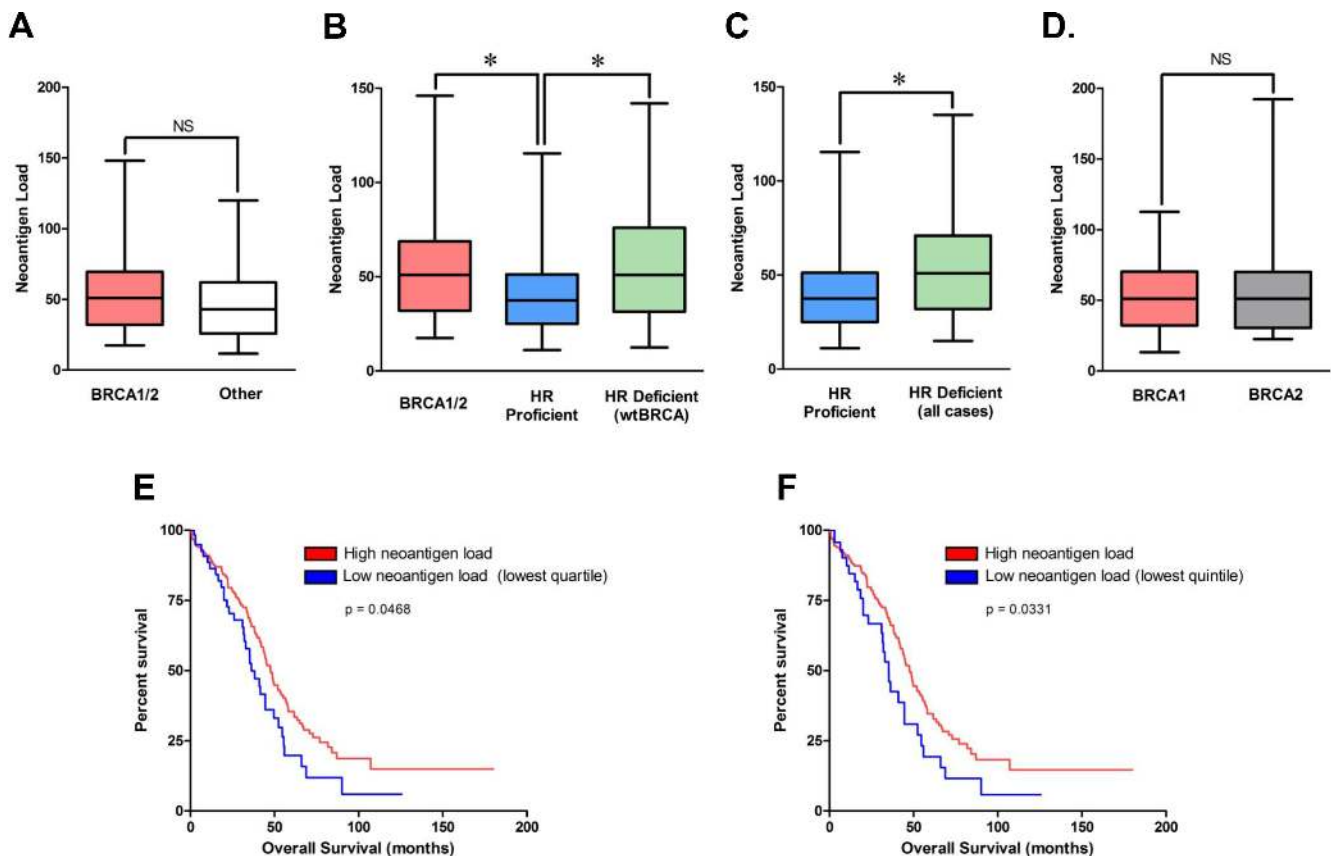 A
Neoantigen Load
200
150
100
50
0
NS
BRCA1/2
Other
B
Neoantigen Load
150
100
50
0
*
*
BRCA1/2
HR
Proficient
HR Deficient
(wtBRCA)
C
Neoantigen Load
150
100
50
0
*
HR
Proficient
HR Deficient
(all cases)
D.
Neoantigen Load
200
150
100
50
0
NS
BRCA1
BRCA2
E
Percent survival
100
75
50
25
0
High neoantigen load
Low neoantigen load (lowest quartile)
p = 0.0468
0
50
100
150
200
Overall Survival (months)
F
Percent survival
100
75
50
25
0
High neoantigen load
Low neoantigen load (lowest quintile)
p = 0.0331
0
50
100
150
200
Overall Survival (months)